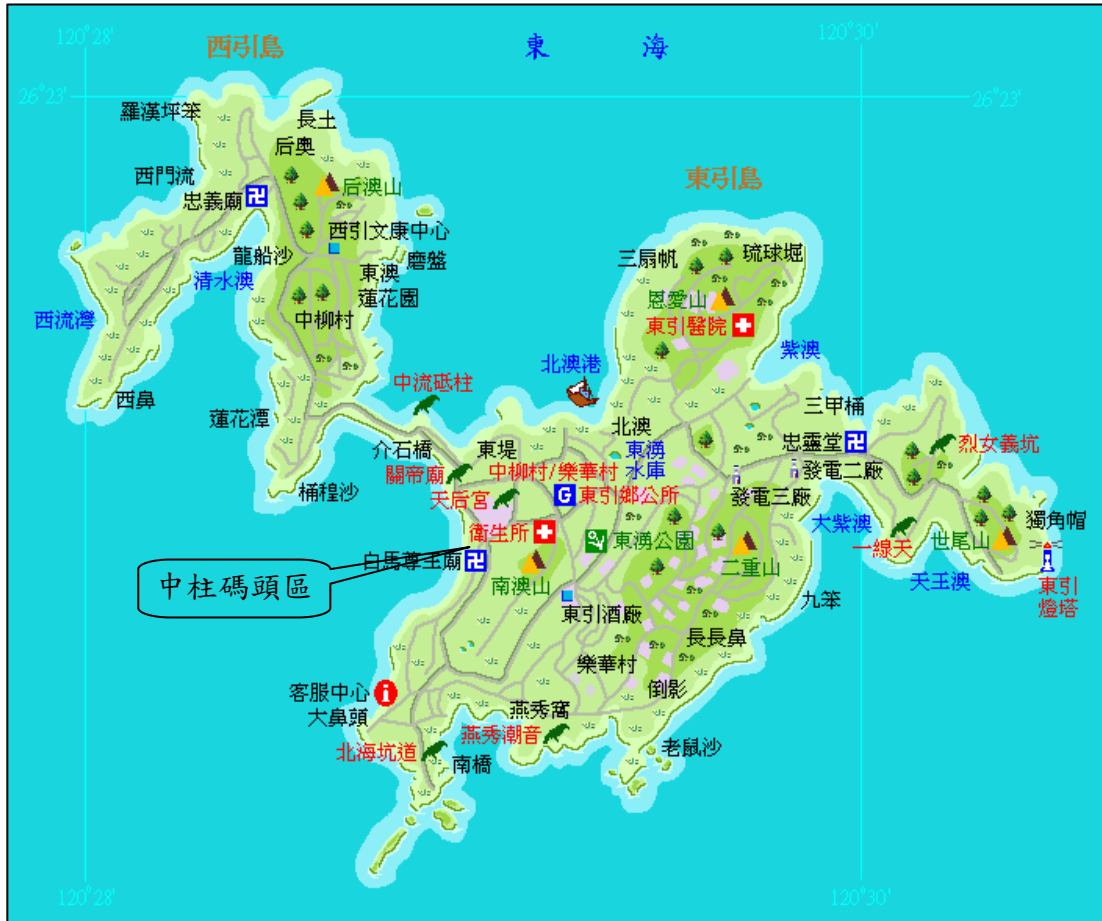 120°28'
西引島
東 海
120°30'
26°23'
26°23'
羅漢坪笨
長土
后奧
西門流
后澳山
忠義廟
西引文康中心
龍船沙
磨盤
清水澳
東澳
蓮花園
西流灣
中柳村
西鼻
蓮花潭
中流砥柱
介石橋
桶稑沙
東引島
三扇帆
琉球堀
恩愛山
東引醫院
紫澳
北澳港
三甲桶
北澳
東湧
水庫
忠靈堂
烈女義坑
發電二廠
發電三廠
東堤
關帝廟
中柳村/樂華村
天后宮
東引鄉公所
衛生所
東湧公園
大紫澳
一線天
世尾山
獨角帽
天王澳
東引
燈塔
白馬尊王廟
中柱碼頭區
南澳山
二重山
東引酒廠
九笨
長長鼻
樂華村
倒影
客服中心
大鼻頭
燕秀窩
燕秀潮音
北海坑道
南橋
老鼠沙
120°28'
120°30'